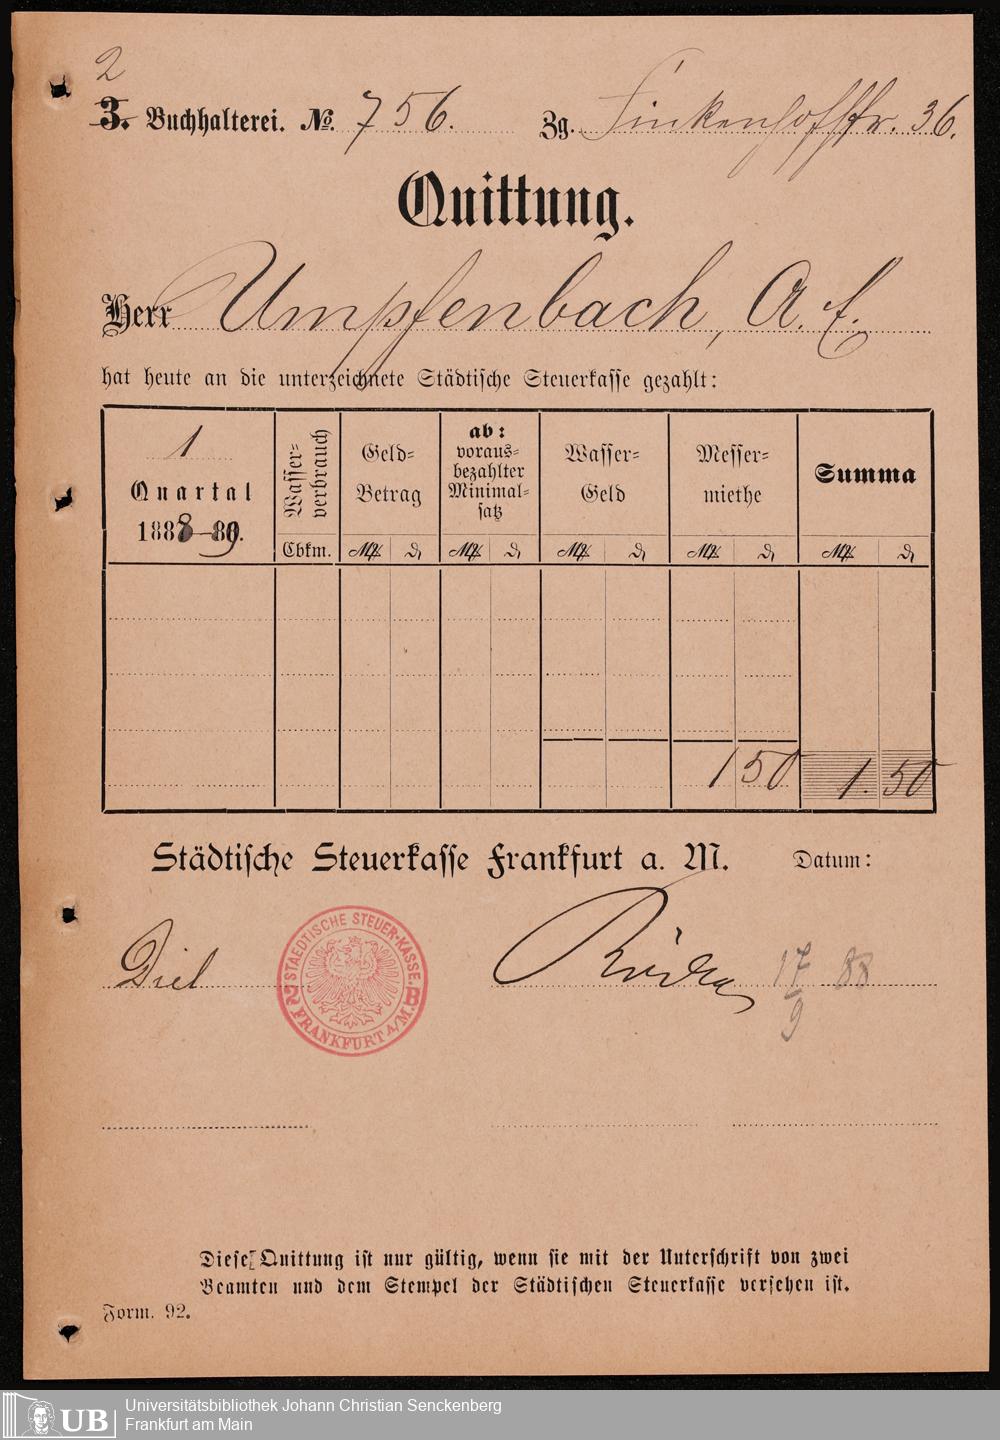 2
3. Buchhalterei. No. 756. Zg. Finkenhofstr. 36.
Quittung.
Herr Umpfenbach, A. E.
hat heute an die unterzeichnete Städtische Steuerkasse gezahlt:
1
Quartal
1888-89.
Wasser-
verbrauch
Cbkm.
Geld-
Betrag
M d
ab:
voraus-
bezahlter
Minimal-
satz
M d
Wasser-
Geld
M d
Messer-
miethe
M d
Summa
M d
1 50 1. 50
Städtische Steuerkasse Frankfurt a. M. Datum:
Diel
STAEDTISCHE STEUER-KASSE.
2 B
FRANKFURT A/M.
17/9 88
Diese Quittung ist nur gültig, wenn sie mit der Unterschrift von zwei
Beamten und dem Stempel der Städtischen Steuerkasse versehen ist.
Form. 92.
UB Universitätsbibliothek Johann Christian Senckenberg
Frankfurt am Main